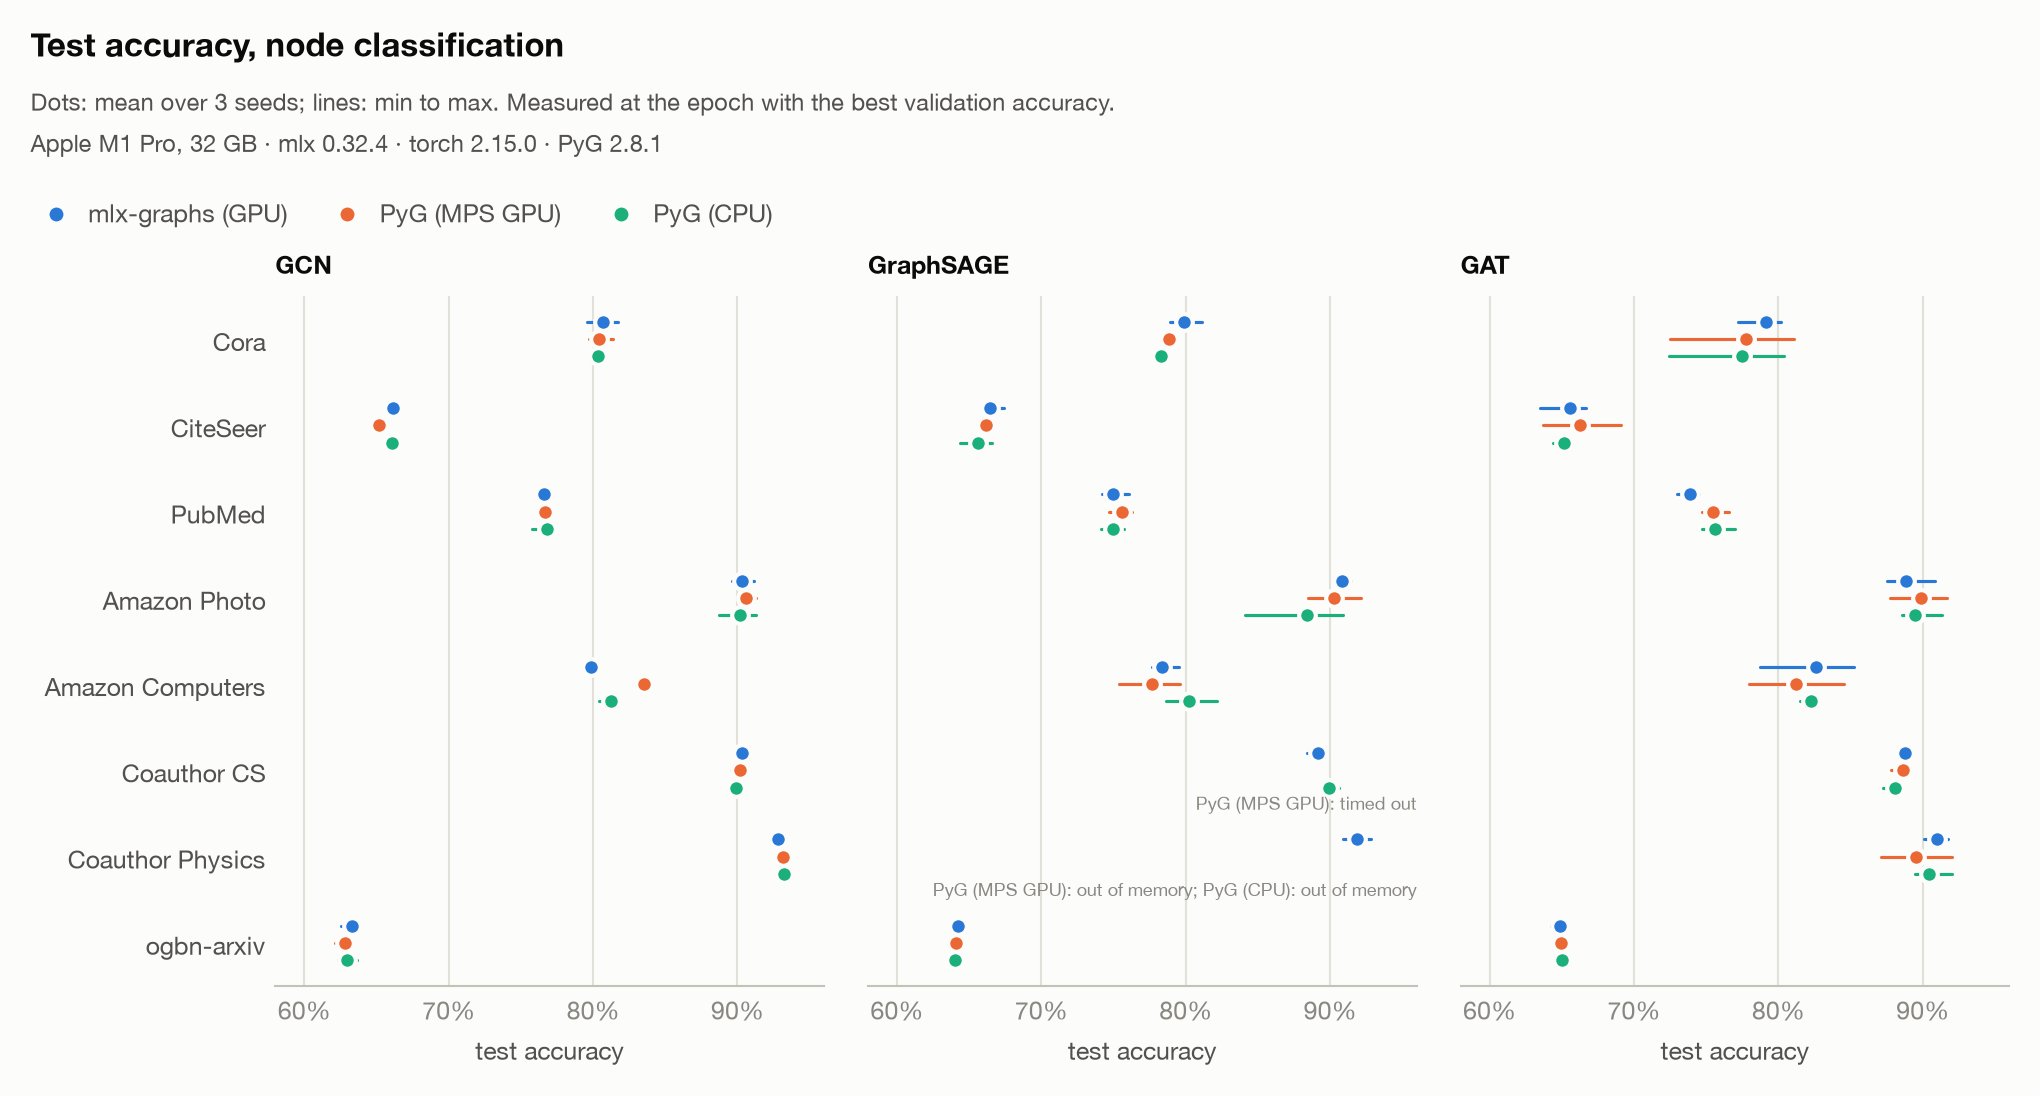 Test accuracy, node classification
Dots: mean over 3 seeds; lines: min to max. Measured at the epoch with the best validation accuracy.
Apple M1 Pro, 32 GB · mlx 0.32.4 · torch 2.15.0 · PyG 2.8.1
mlx-graphs (GPU) PyG (MPS GPU) PyG (CPU)
GCN GraphSAGE GAT
Cora
CiteSeer
PubMed
Amazon Photo
Amazon Computers
Coauthor CS
PyG (MPS GPU): timed out
Coauthor Physics
PyG (MPS GPU): out of memory; PyG (CPU): out of memory
ogbn-arxiv
60% 70% 80% 90% 60% 70% 80% 90% 60% 70% 80% 90%
test accuracy test accuracy test accuracy